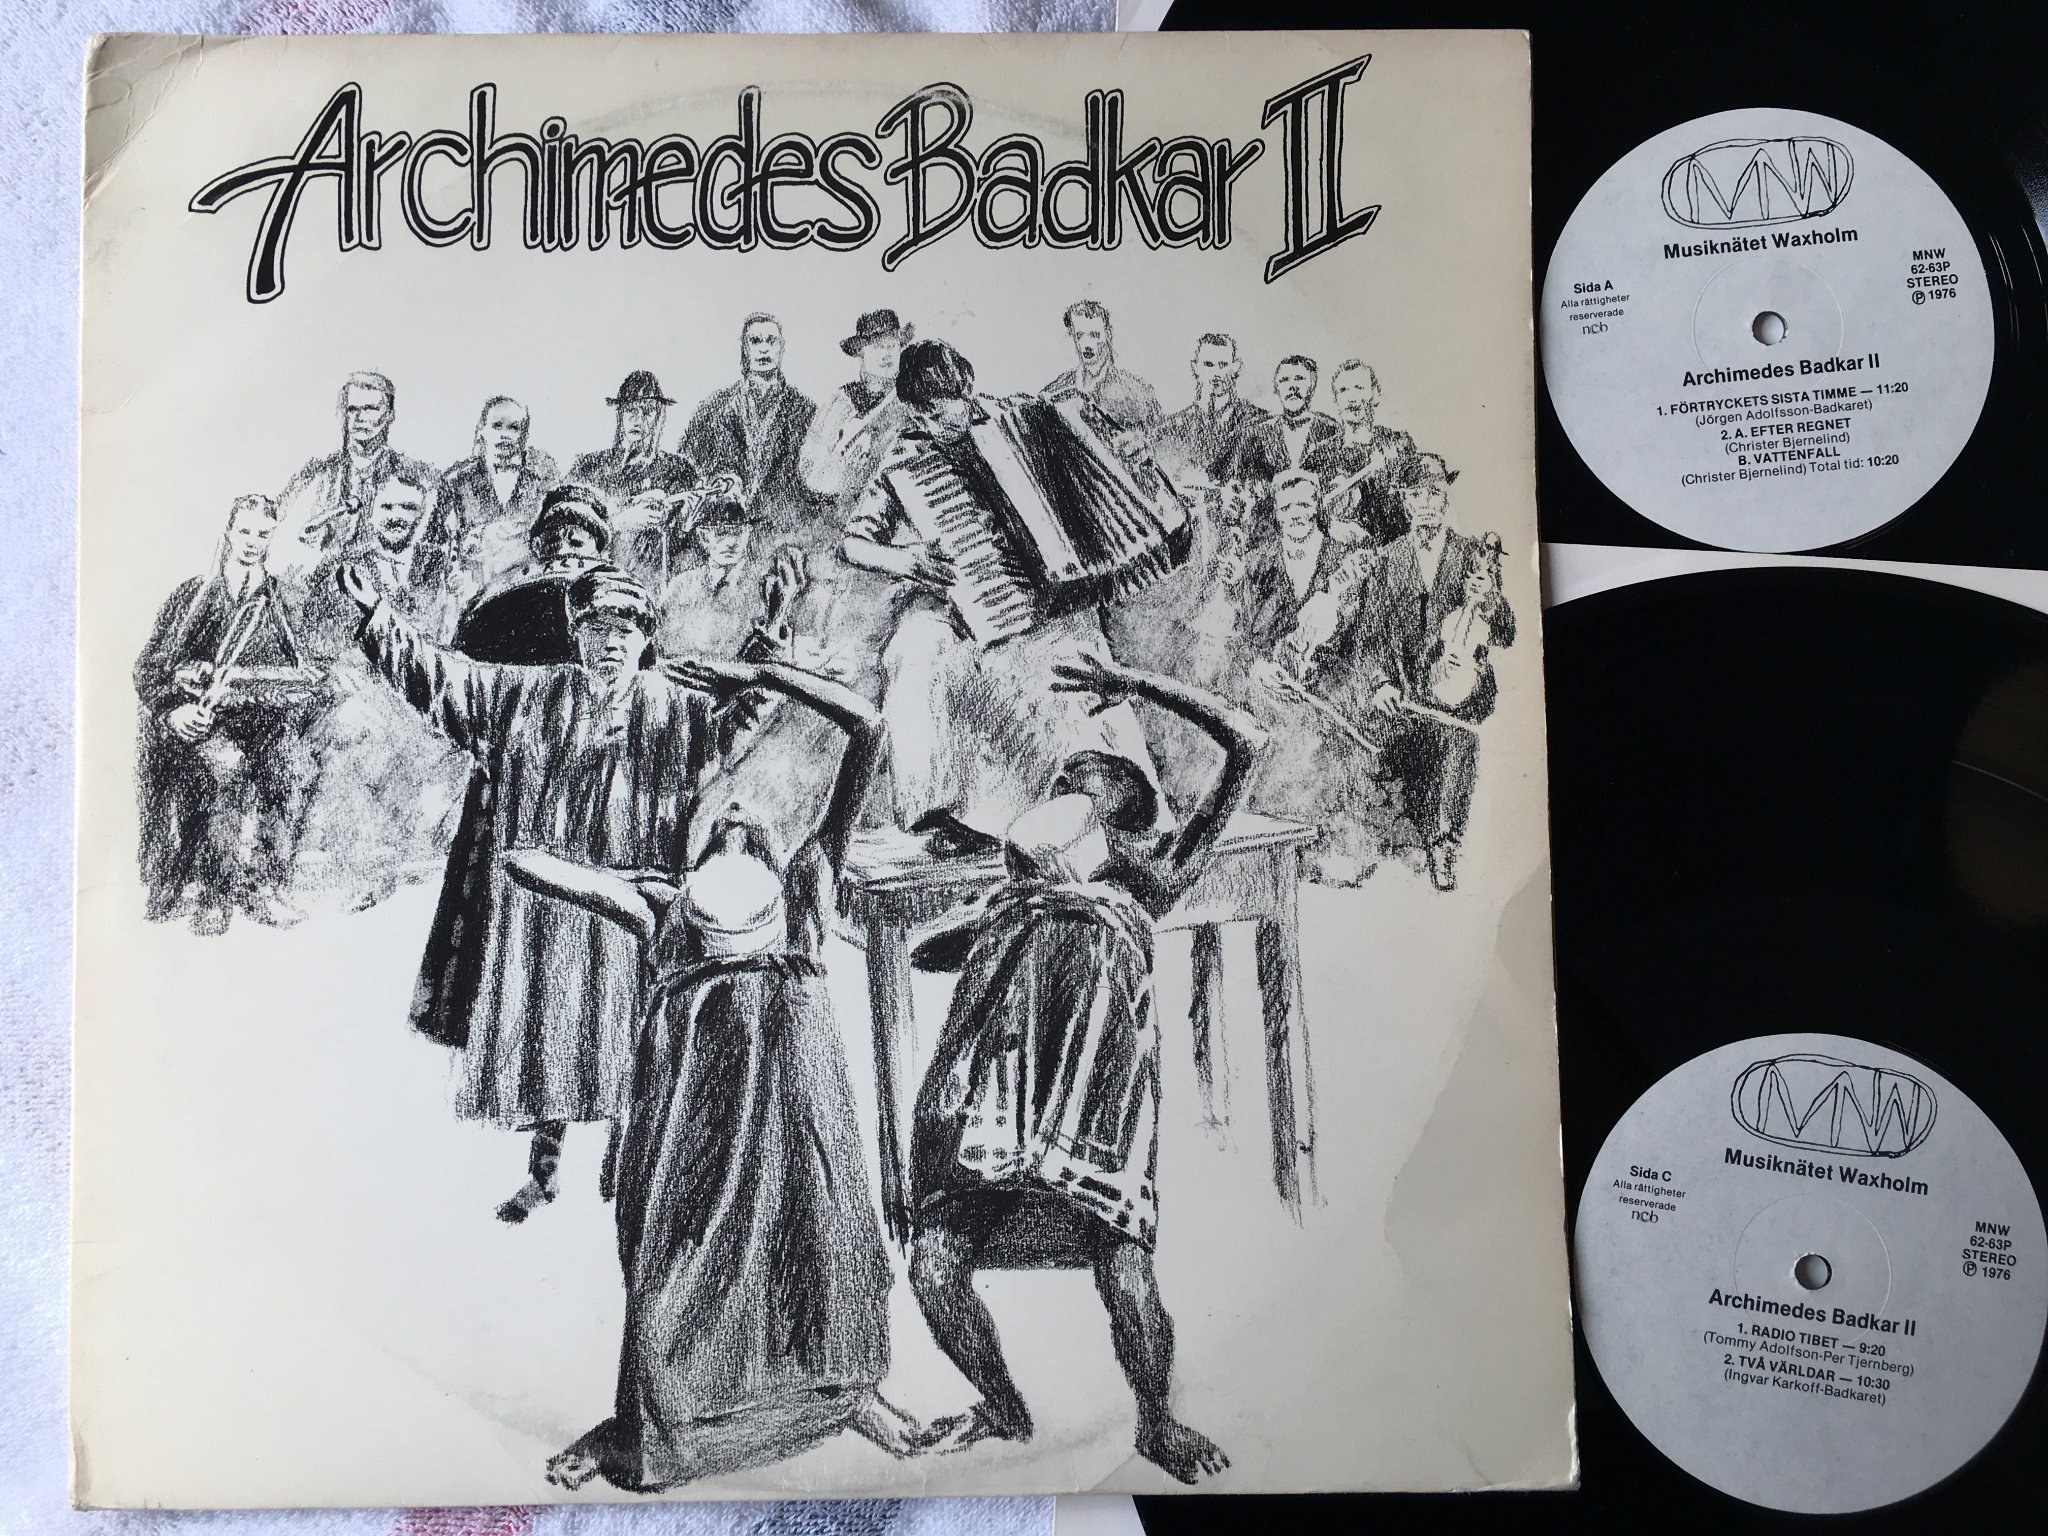 Archimedes Badkar II
MNW
Musiknätet Waxholm
Sida A
Alla rättigheter
reserverade
ncb
MNW
62-63P
STEREO
℗ 1976
Archimedes Badkar II
1. FÖRTRYCKETS SISTA TIMME — 11:20
(Jörgen Adolfsson-Badkaret)
2. A. EFTER REGNET
(Christer Bjernelind)
B. VATTENFALL
(Christer Bjernelind) Total tid: 10:20
MNW
Musiknätet Waxholm
Sida C
Alla rättigheter
reserverade
ncb
MNW
62-63P
STEREO
℗ 1976
Archimedes Badkar II
1. RADIO TIBET — 9:20
(Tommy Adolfson-Per Tjernberg)
2. TVÅ VÄRLDAR — 10:30
(Ingvar Karkoff-Badkaret)